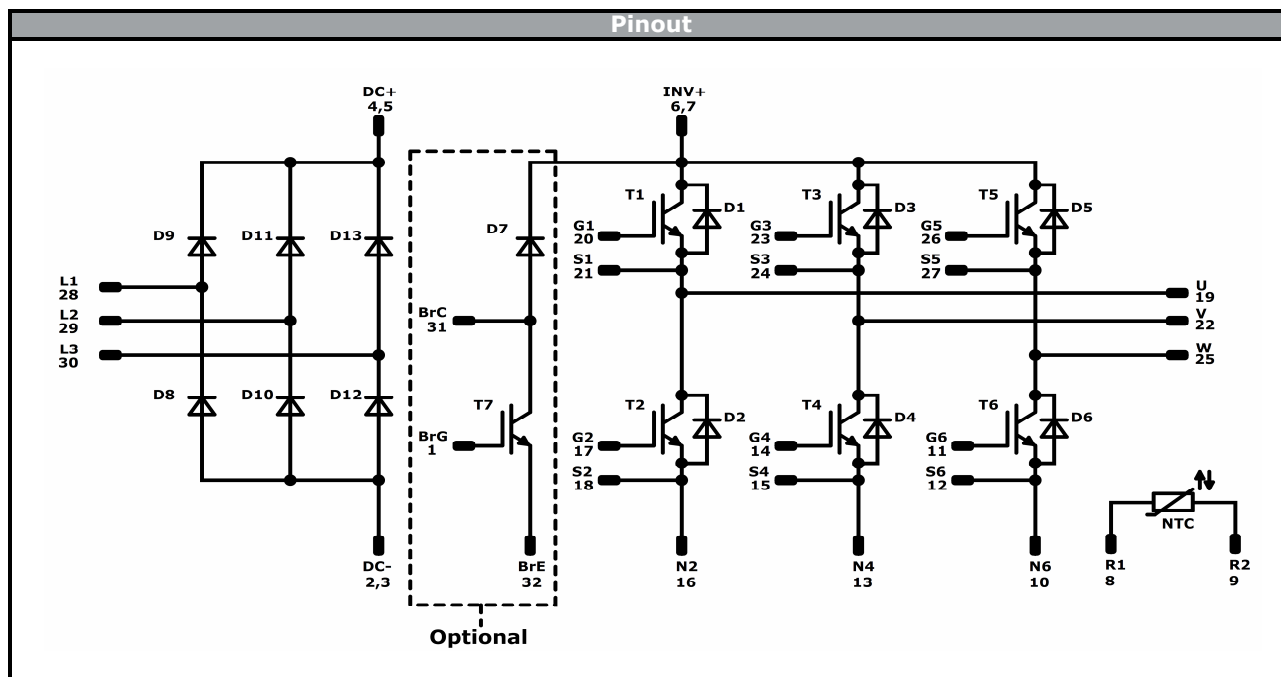 Pinout
DC+
4,5
INV+
6,7
T1
D1
T3
D3
T5
D5
G1
20
G3
23
G5
26
D9
D11
D13
D7
S1
21
S3
24
S5
27
L1
28
U
19
L2
29
BrC
31
V
22
L3
30
W
25
D8
D10
D12
T7
T2
D2
T4
D4
T6
D6
BrG
1
G2
17
G4
14
G6
11
S2
18
S4
15
S6
12
NTC
DC-
2,3
BrE
32
N2
16
N4
13
N6
10
R1
8
R2
9
Optional